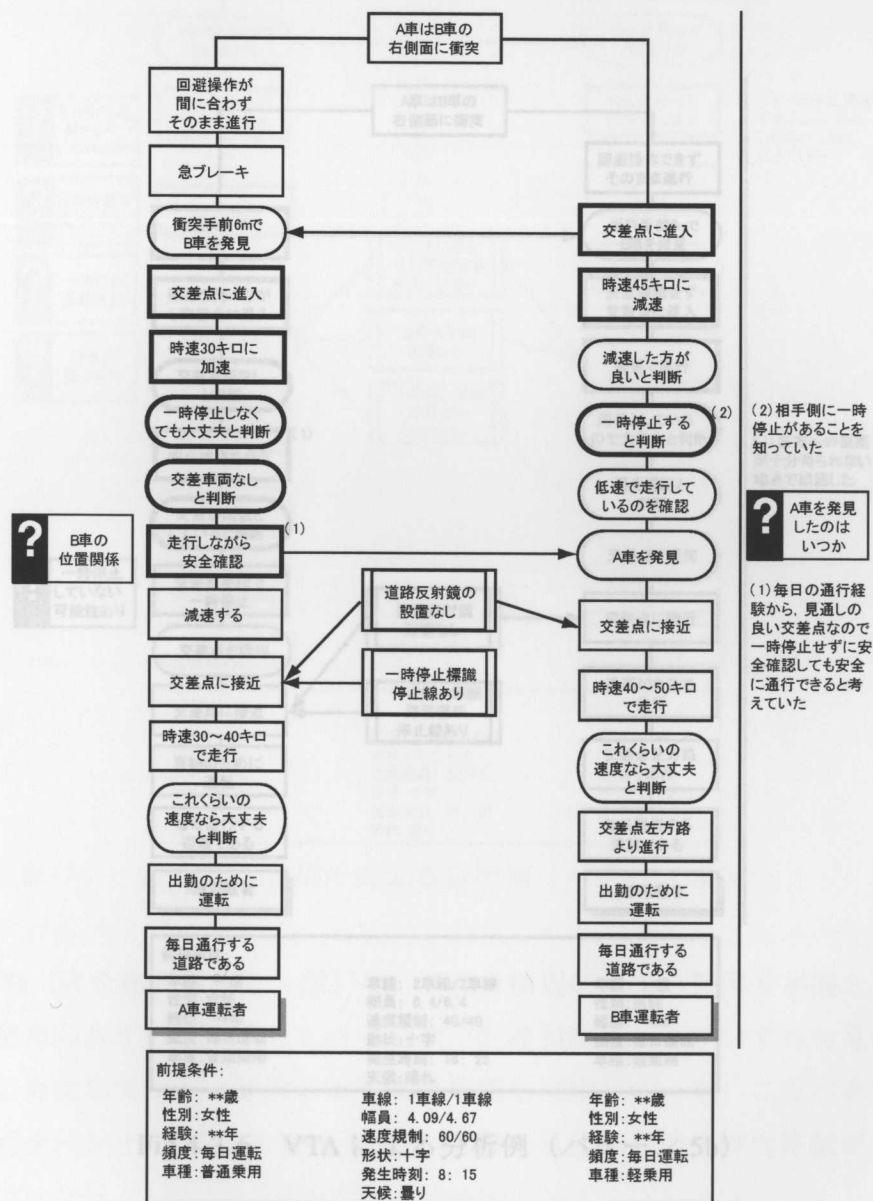 A車はB車の
右側面に衝突
回避操作が
間に合わず
そのまま進行
急ブレーキ
衝突手前6mで
B車を発見
交差点に進入
時速30キロに
加速
一時停止しなく
ても大丈夫と判断
交差車両なし
と判断
?
B車の
位置関係
走行しながら
安全確認
(1)
減速する
交差点に接近
時速30～40キロ
で走行
これくらいの
速度なら大丈夫
と判断
出勤のために
運転
毎日通行する
道路である
A車運転者
道路反射鏡の
設置なし
一時停止標識
停止線あり
交差点に進入
時速45キロに
減速
減速した方が
良いと判断
一時停止する
と判断
(2)
低速で走行して
いるのを確認
A車を発見
交差点に接近
時速40～50キロ
で走行
これくらいの
速度なら大丈夫
と判断
交差点左方路
より進行
出勤のために
運転
毎日通行する
道路である
B車運転者
(2)相手側に一時
停止があることを
知っていた
?
A車を発見
したのは
いつか
(1)毎日の通行経
験から、見通しの
良い交差点なので
一時停止せずに安
全確認しても安全
に通行できると考
えていた
前提条件:
年齢: **歳
性別:女性
経験: **年
頻度:毎日運転
車種:普通乗用
車線: 1車線/1車線
幅員: 4.09/4.67
速度規制: 60/60
形状:十字
発生時刻: 8: 15
天候:曇り
年齢: **歳
性別:女性
経験: **年
頻度:毎日運転
車種:軽乗用